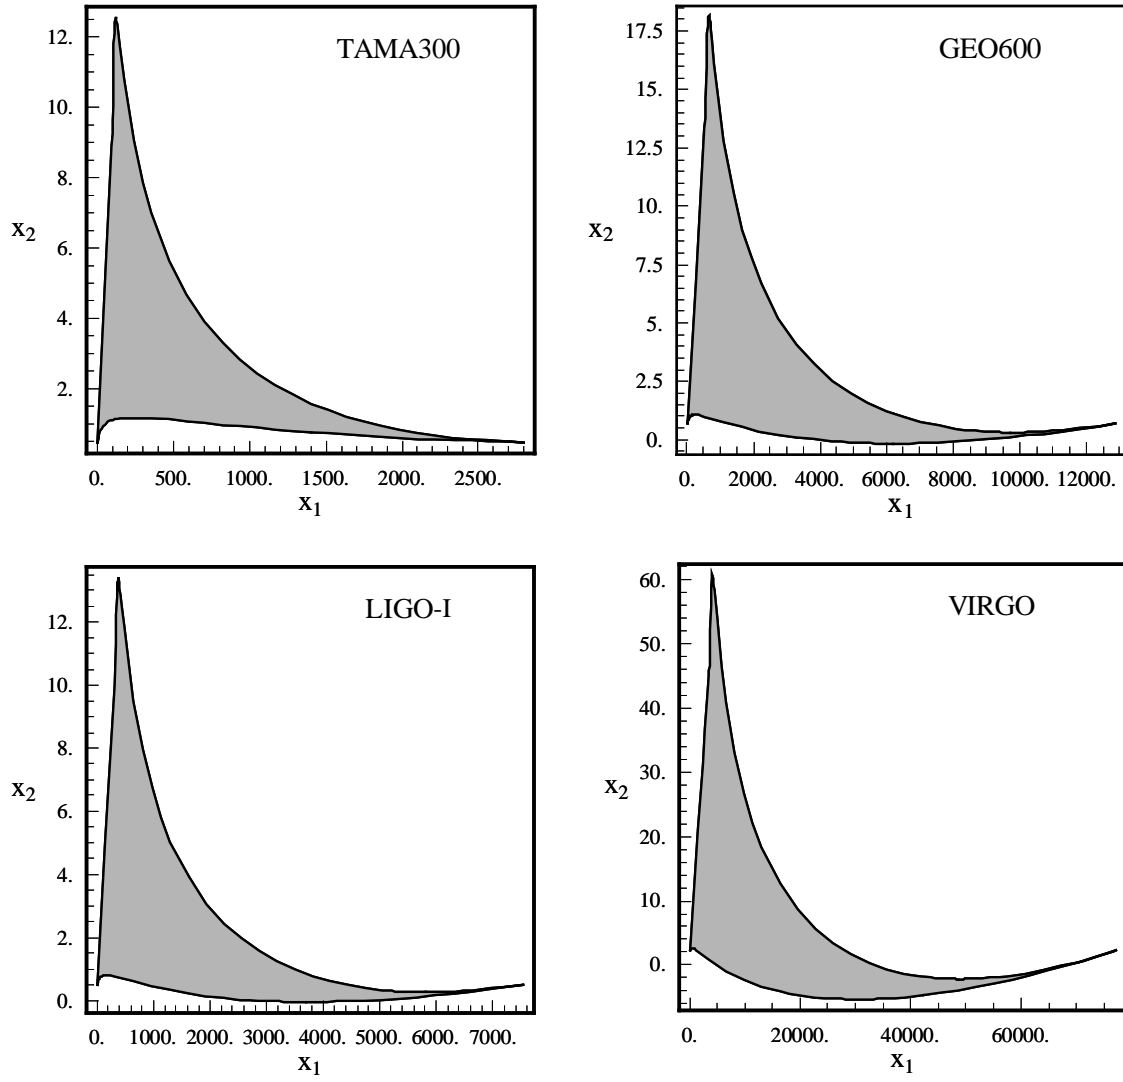 TAMA300
12.
10.
8.
6.
4.
2.
x2
0. 500. 1000. 1500. 2000. 2500.
x1
GEO600
17.5
15.
12.5
10.
7.5
5.
2.5
0.
x2
0. 2000. 4000. 6000. 8000. 10000. 12000.
x1
LIGO-I
12.
10.
8.
6.
4.
2.
0.
x2
0. 1000. 2000. 3000. 4000. 5000. 6000. 7000.
x1
VIRGO
60.
50.
40.
30.
20.
10.
0.
x2
0. 20000. 40000. 60000.
x1